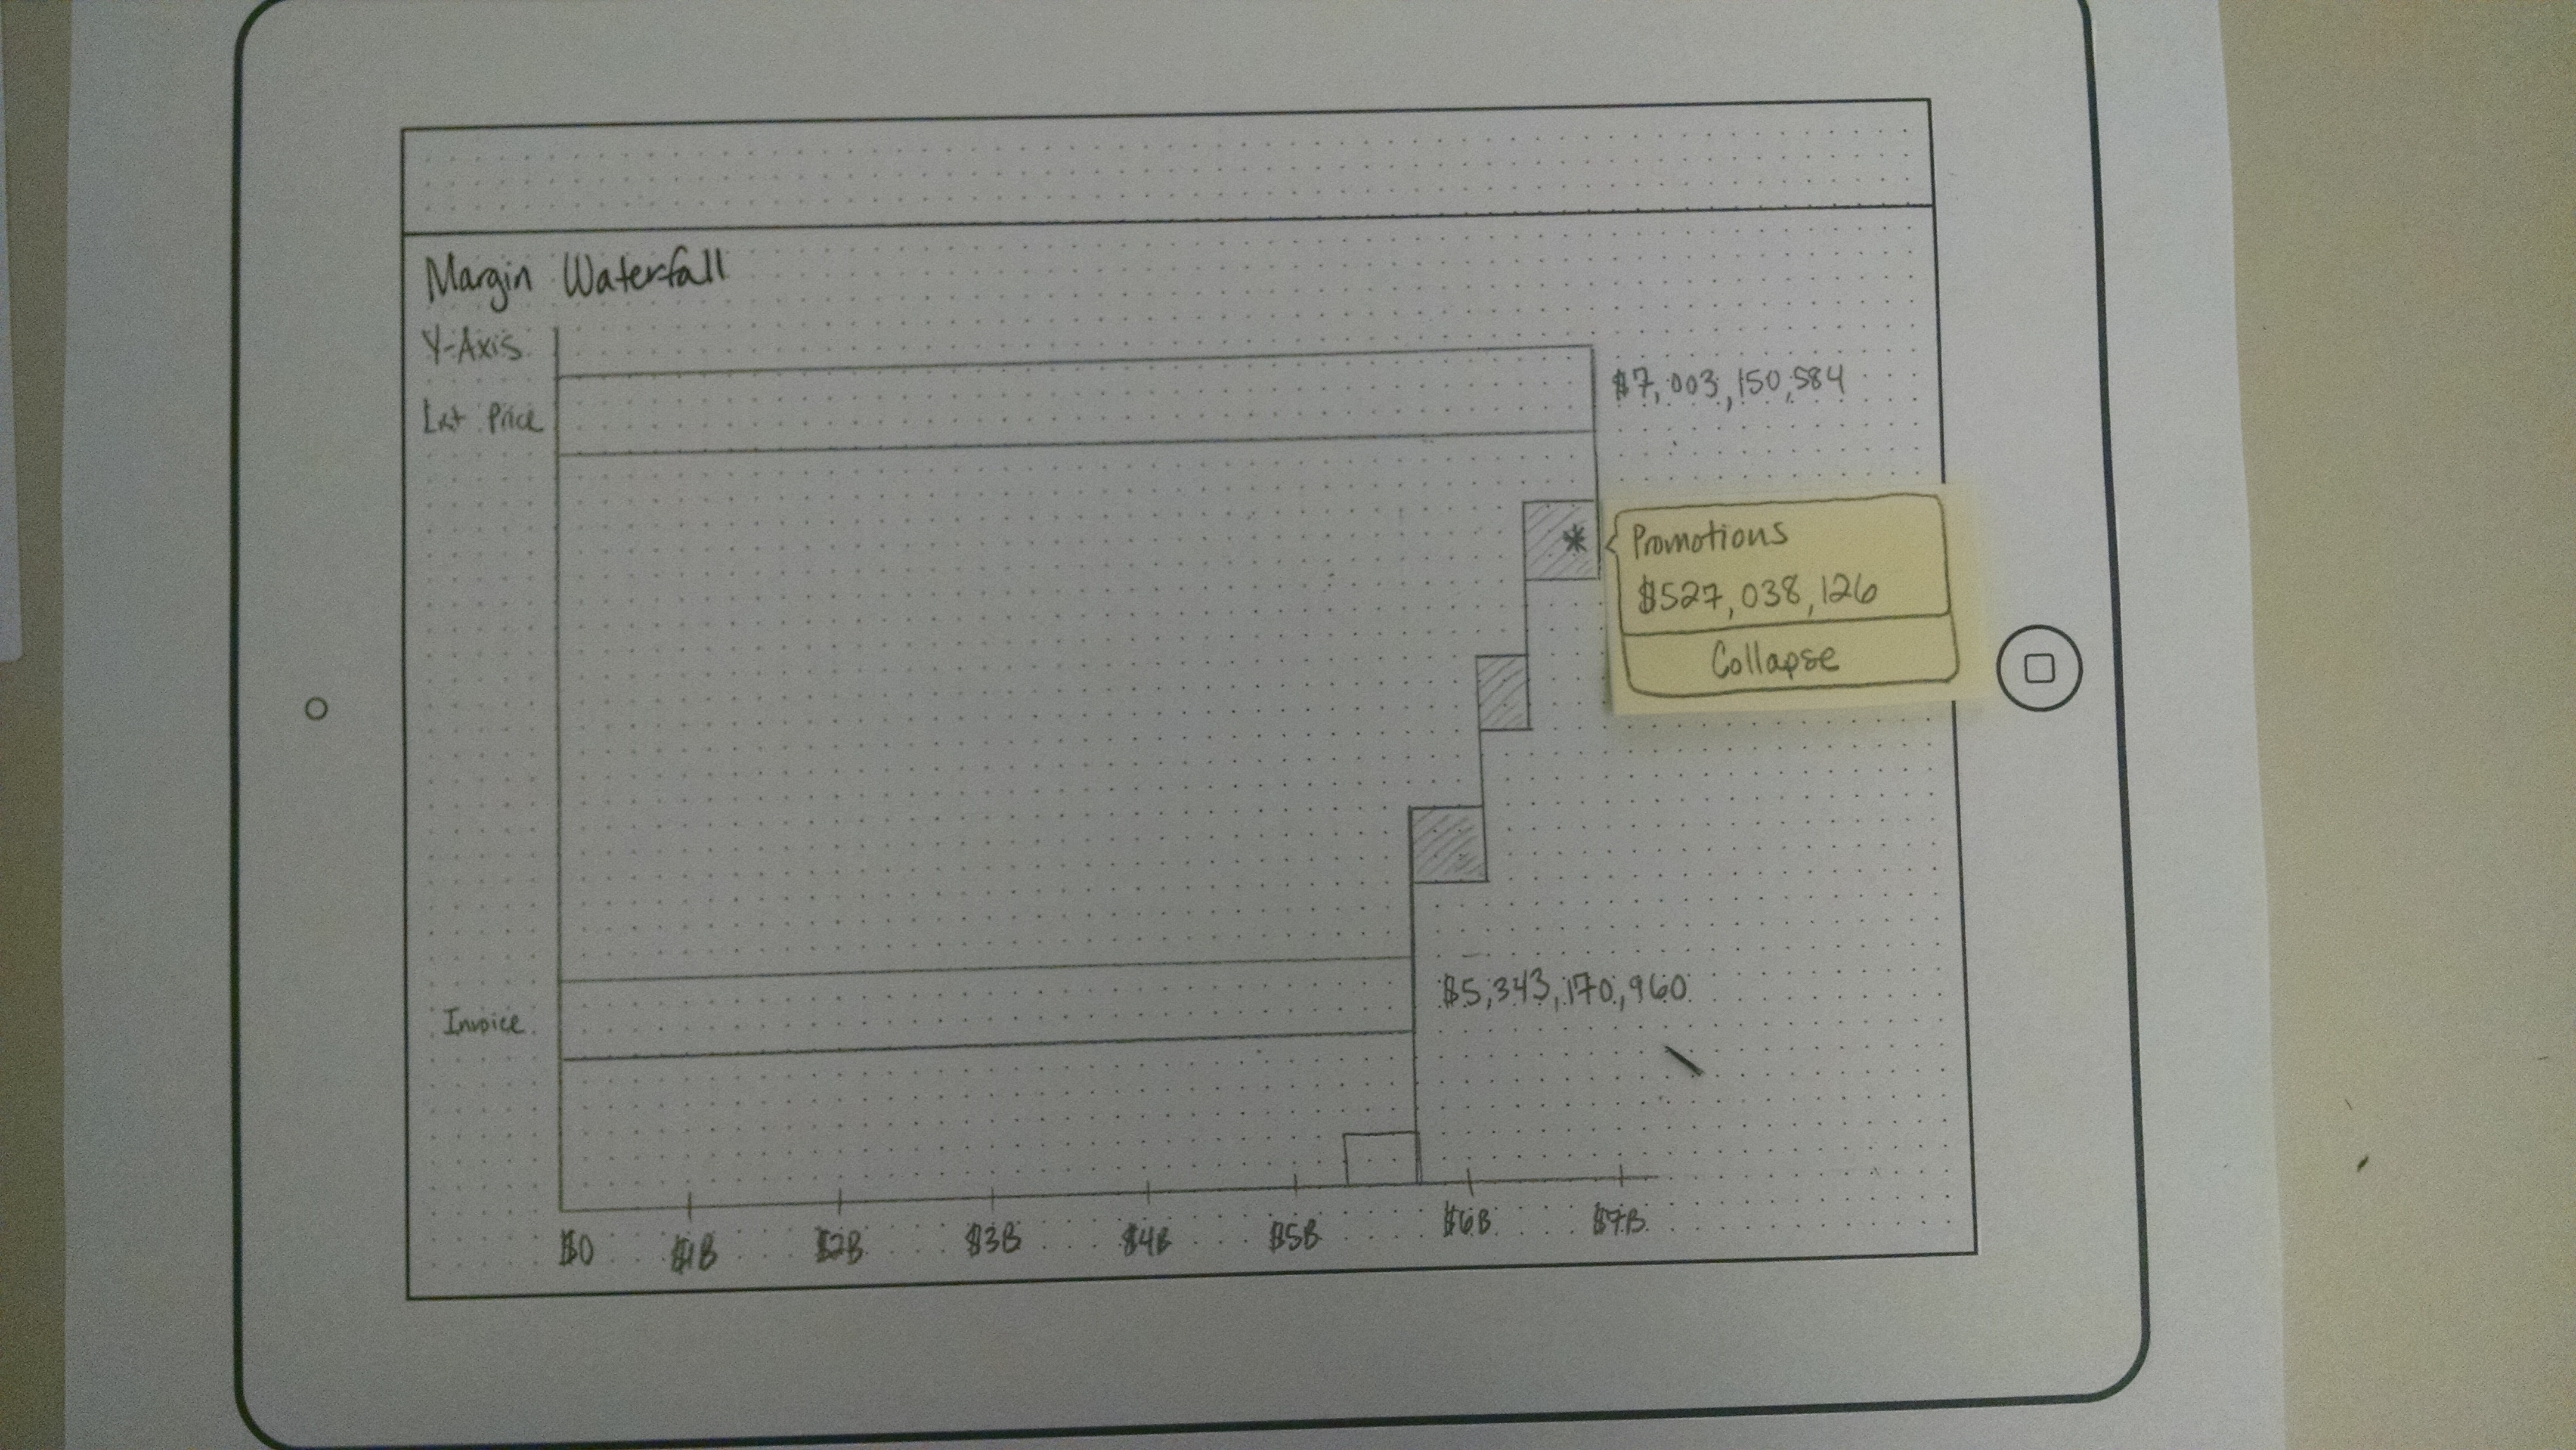 Margin Waterfall
Y-Axis
List Price
$7,003,150,584
*
Promotions
$527,038,126
Collapse
Invoice
$5,343,170,960
$0 $1B $2B $3B $4B $5B $6B $7B